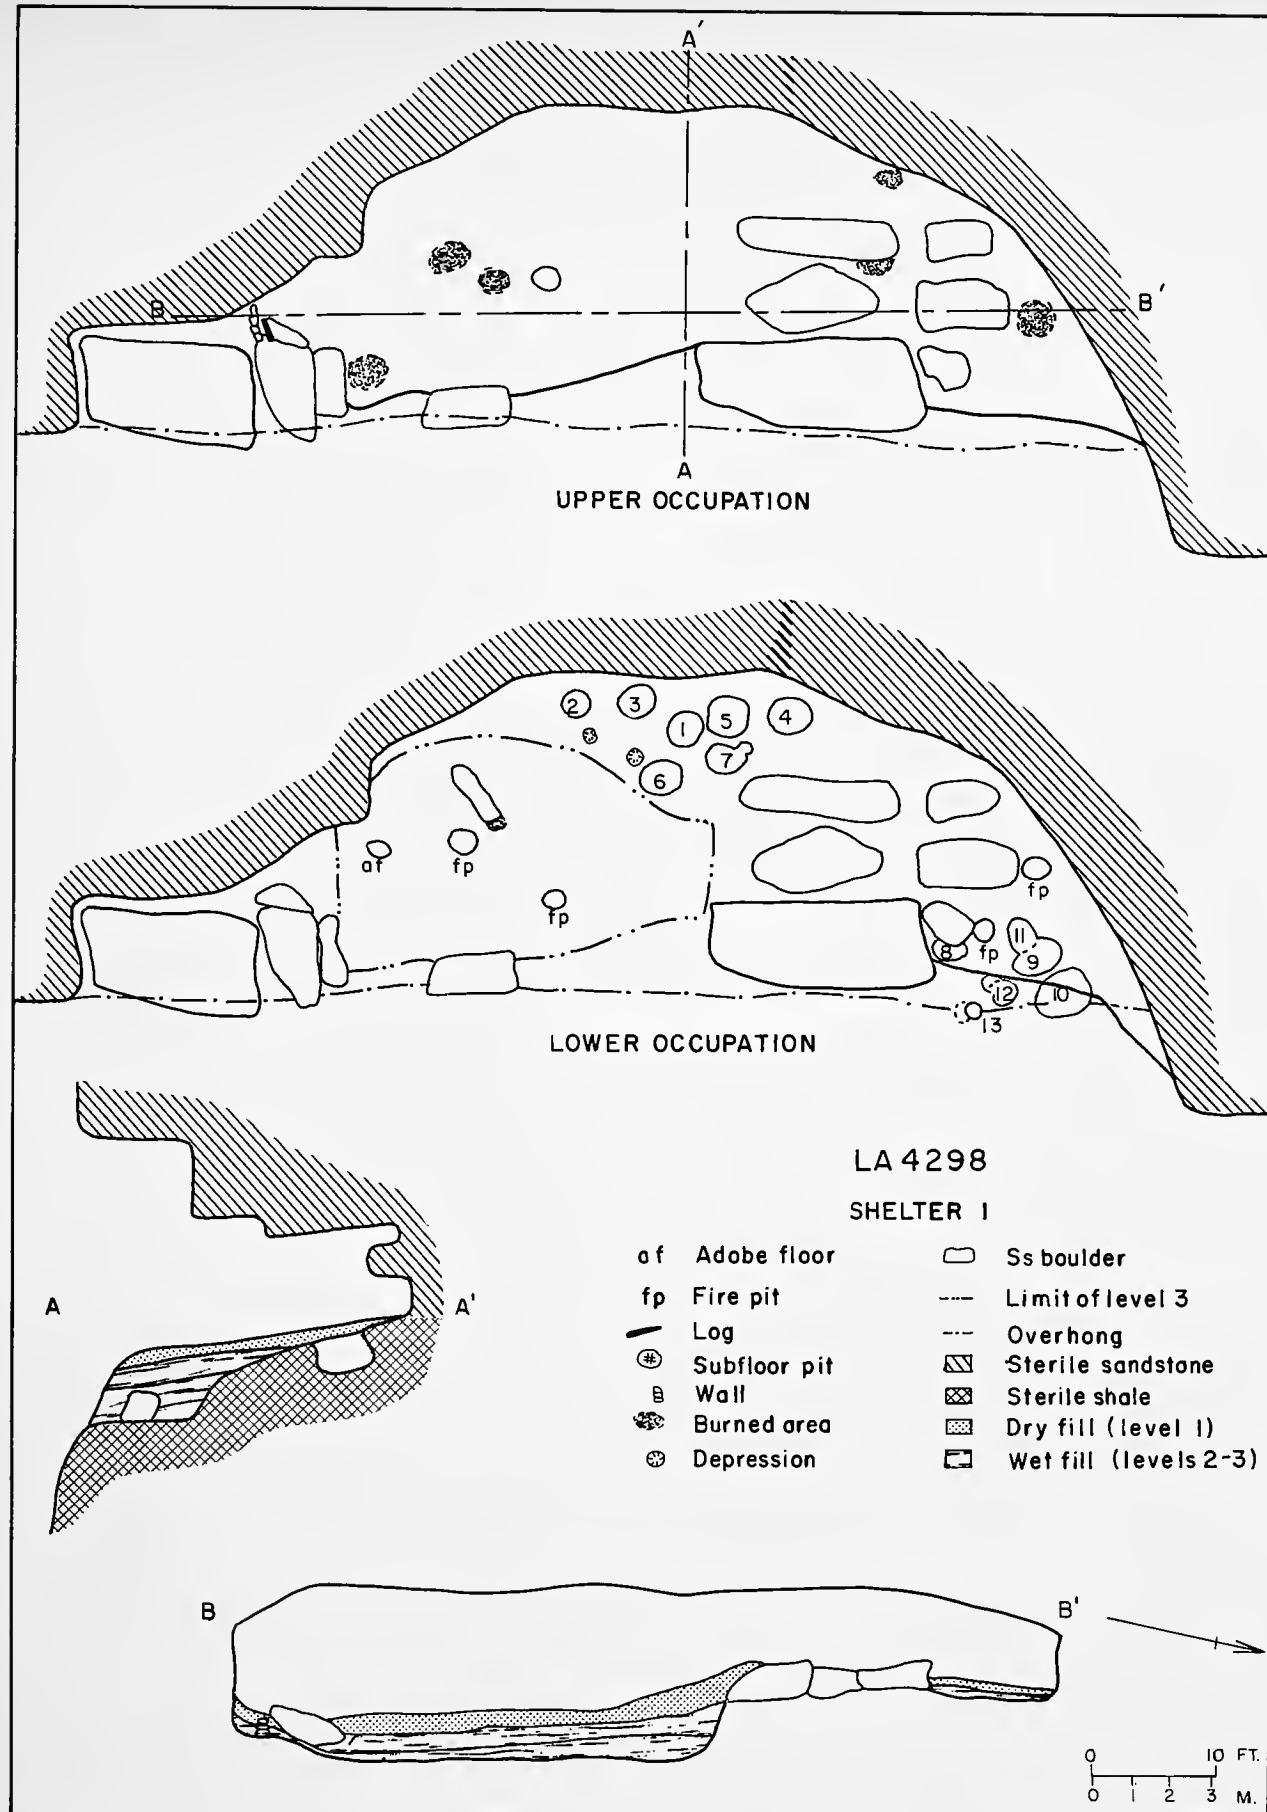 A'
B
B'
A
UPPER OCCUPATION
2
3
1
5
4
7
6
af
fp
fp
fp
8
fp
11
9
12
10
13
LOWER OCCUPATION
LA 4298
SHELTER 1
af Adobe floor
fp Fire pit
Log
# Subfloor pit
Wall
Burned area
Depression
Ss boulder
Limit of level 3
Overhong
Sterile sandstone
Sterile shale
Dry fill (level 1)
Wet fill (levels 2-3)
A
A'
B
B'
0 10 FT.
0 1 2 3 M.